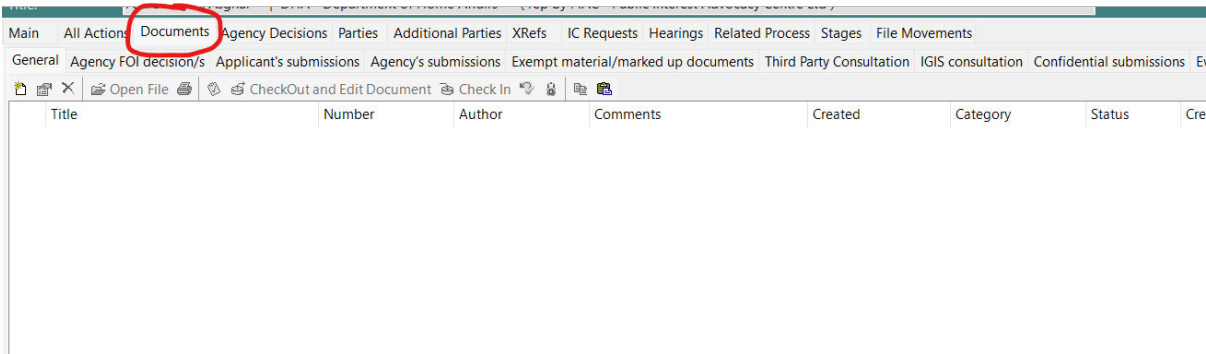 Main All Actions Documents Agency Decisions Parties Additional Parties XRefs IC Requests Hearings Related Process Stages File Movements
General Agency FOI decision/s Applicant's submissions Agency's submissions Exempt material/marked up documents Third Party Consultation IGIS consultation Confidential submissions
Open File CheckOut and Edit Document Check In
Title Number Author Comments Created Category Status Cre